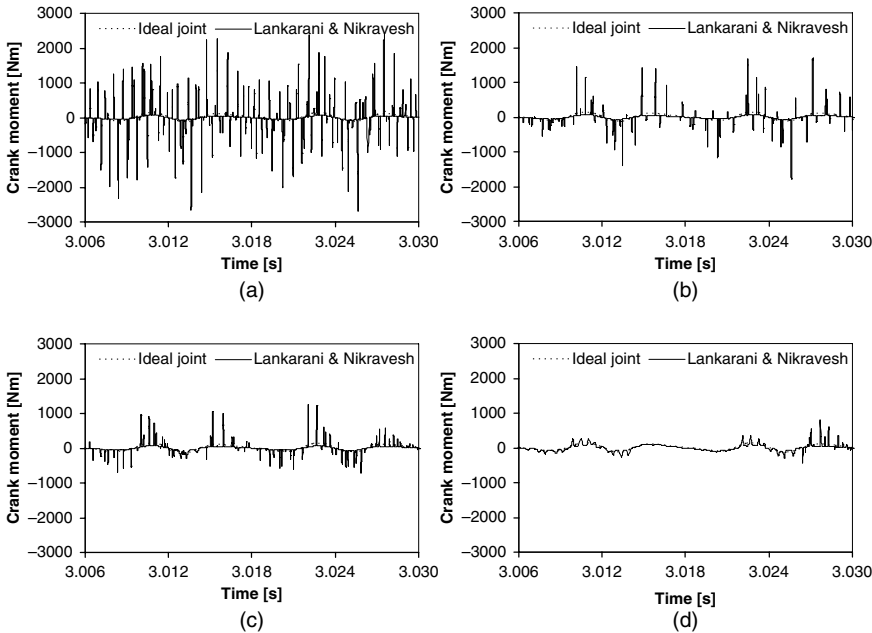 Crank moment [Nm]
3000
2000
1000
0
−1000
−2000
−3000
Ideal joint
Lankarani & Nikravesh
3.006
3.012
3.018
3.024
3.030
Time [s]
(a)
Crank moment [Nm]
3000
2000
1000
0
−1000
−2000
−3000
Ideal joint
Lankarani & Nikravesh
3.006
3.012
3.018
3.024
3.030
Time [s]
(b)
Crank moment [Nm]
3000
2000
1000
0
−1000
−2000
−3000
Ideal joint
Lankarani & Nikravesh
3.006
3.012
3.018
3.024
3.030
Time [s]
(c)
Crank moment [Nm]
3000
2000
1000
0
−1000
−2000
−3000
Ideal joint
Lankarani & Nikravesh
3.006
3.012
3.018
3.024
3.030
Time [s]
(d)